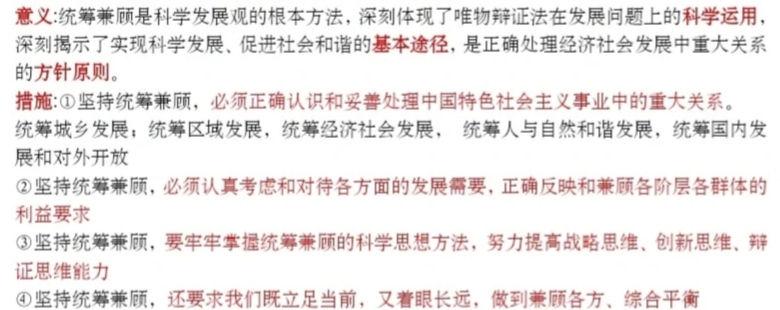 意义:统筹兼顾是科学发展观的根本方法，深刻体现了唯物辩证法在发展问题上的科学运用，
深刻揭示了实现科学发展、促进社会和谐的基本途径，是正确处理经济社会发展中重大关系
的方针原则。
措施:①坚持统筹兼顾，必须正确认识和妥善处理中国特色社会主义事业中的重大关系。
统筹城乡发展；统筹区域发展，统筹经济社会发展， 统筹人与自然和谐发展，统筹国内发
展和对外开放
②坚持统筹兼顾，必须认真考虑和对待各方面的发展需要，正确反映和兼顾各阶层各群体的
利益要求
③坚持统筹兼顾，要牢牢掌握统筹兼顾的科学思想方法，努力提高战略思维、创新思维、辩
证思维能力
④坚持统筹兼顾，还要求我们既立足当前，又着眼长远，做到兼顾各方、综合平衡